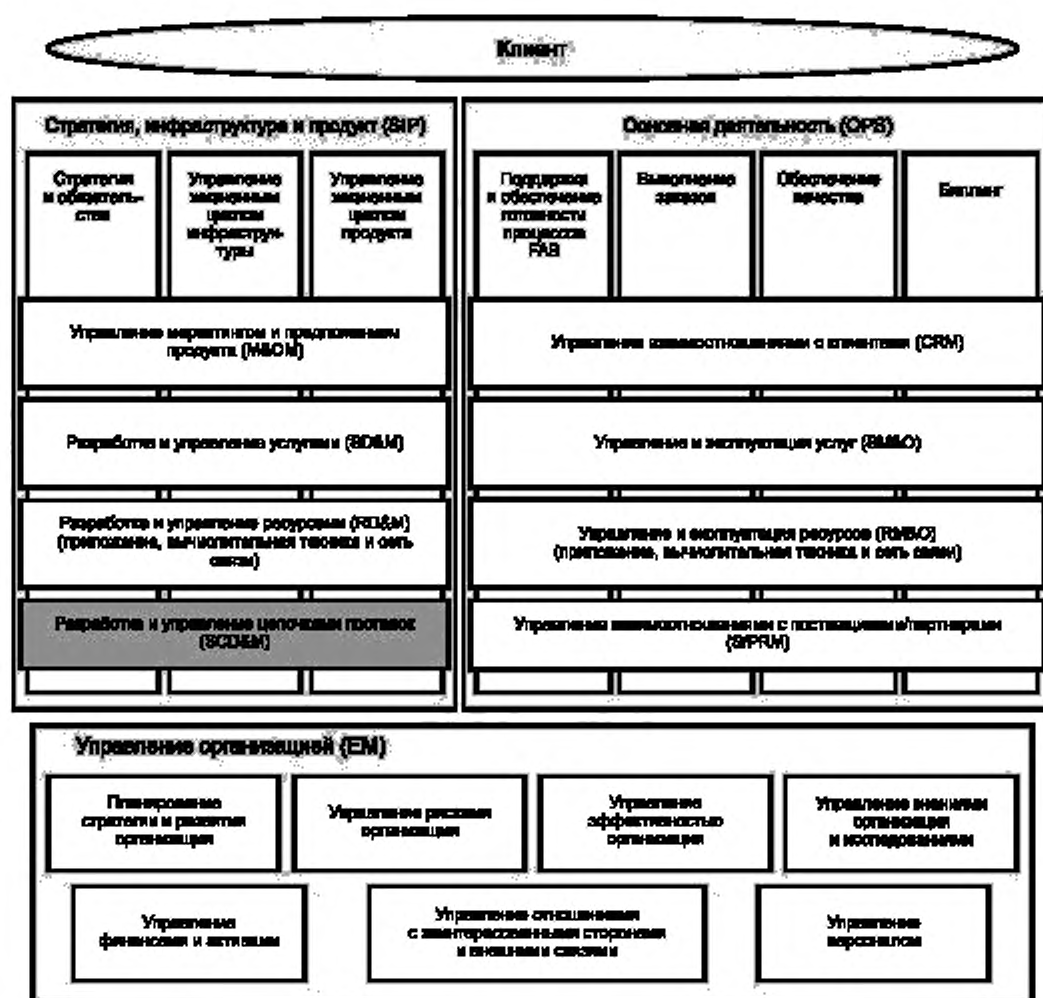 Клиент
Стратегия, инфраструктура и продукт (SIP)
Основная деятельность (OPS)
Стратегия
и обязатель-
ства
Управление
жизненным
циклом
инфраструк-
туры
Управление
жизненным
циклом
продукта
Поддержка
и обеспечение
готовности
процессов
FAB
Выполнение
заказов
Обеспечение
качества
Биллинг
Управление маркетингом и предложением
продукта (M&OM)
Управление взаимоотношениями с клиентами (CRM)
Разработка и управление услугами (SD&M)
Управление и эксплуатация услуг (SM&O)
Разработка и управление ресурсами (RD&M)
(приложение, вычислительная техника и сеть
связи)
Управление и эксплуатация ресурсов (RM&O)
(приложение, вычислительная техника и сеть связи)
Разработка и управление цепочками поставок
(SCD&M)
Управление взаимоотношениями с поставщиками/партнерами
(S/PRM)
Управление организацией (EM)
Планирование
стратегии и развития
организации
Управление рисками
организации
Управление
эффективностью
организации
Управление знаниями
организации
и исследованиями
Управление
финансами и активами
Управление отношениями
с заинтересованными сторонами
и внешними связями
Управление
персоналом